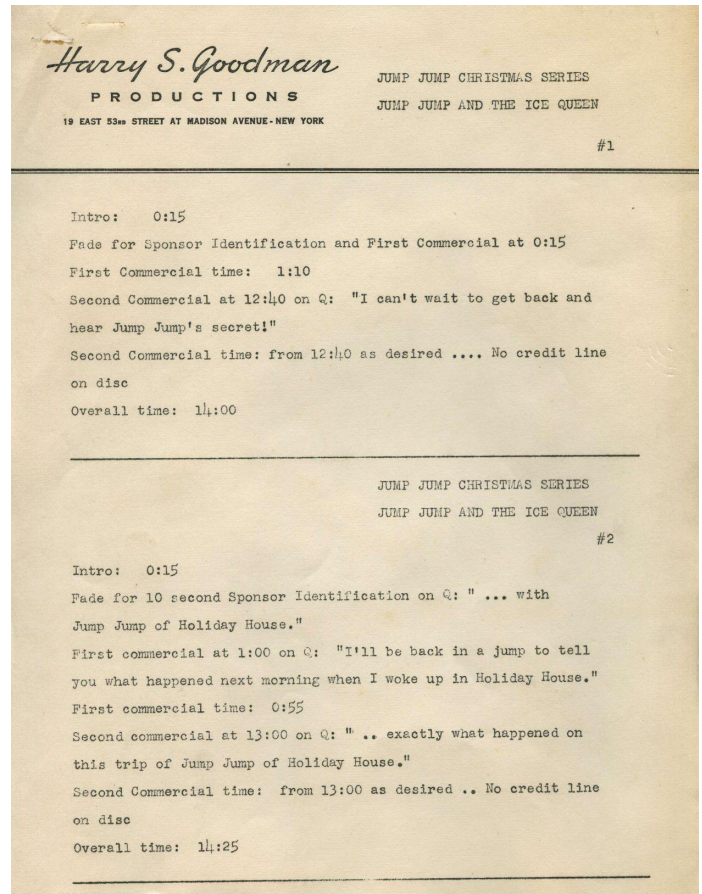 Harry S. Goodman
PRODUCTIONS
19 EAST 53RD STREET AT MADISON AVENUE - NEW YORK
JUMP JUMP CHRISTMAS SERIES
JUMP JUMP AND THE ICE QUEEN
#1
Intro: 0:15
Fade for Sponsor Identification and First Commercial at 0:15
First Commercial time: 1:10
Second Commercial at 12:40 on Q: "I can't wait to get back and
hear Jump Jump's secret!"
Second Commercial time: from 12:40 as desired .... No credit line
on disc
Overall time: 14:00
JUMP JUMP CHRISTMAS SERIES
JUMP JUMP AND THE ICE QUEEN
#2
Intro: 0:15
Fade for 10 second Sponsor Identification on Q: " ... with
Jump Jump of Holiday House."
First commercial at 1:00 on Q: "I'll be back in a jump to tell
you what happened next morning when I woke up in Holiday House."
First commercial time: 0:55
Second commercial at 13:00 on Q: " .. exactly what happened on
this trip of Jump Jump of Holiday House."
Second Commercial time: from 13:00 as desired .. No credit line
on disc
Overall time: 14:25